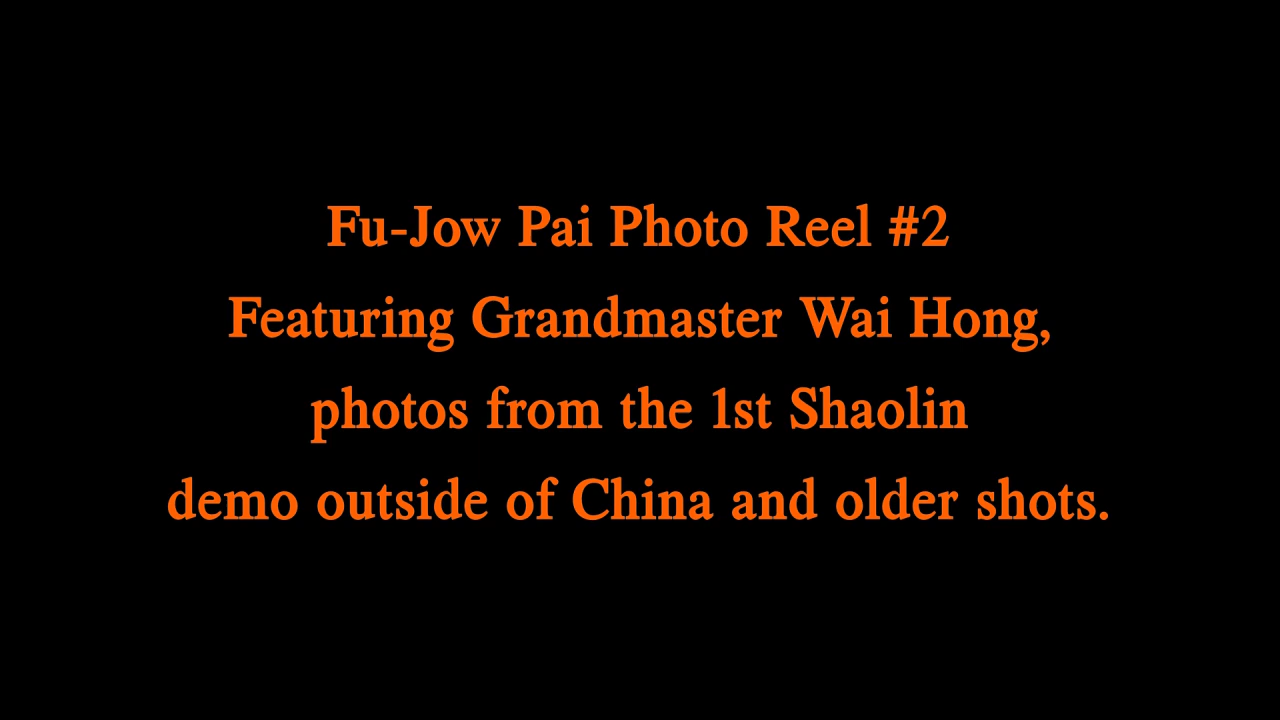 Fu-Jow Pai Photo Reel #2
Featuring Grandmaster Wai Hong,
photos from the 1st Shaolin
demo outside of China and older shots.